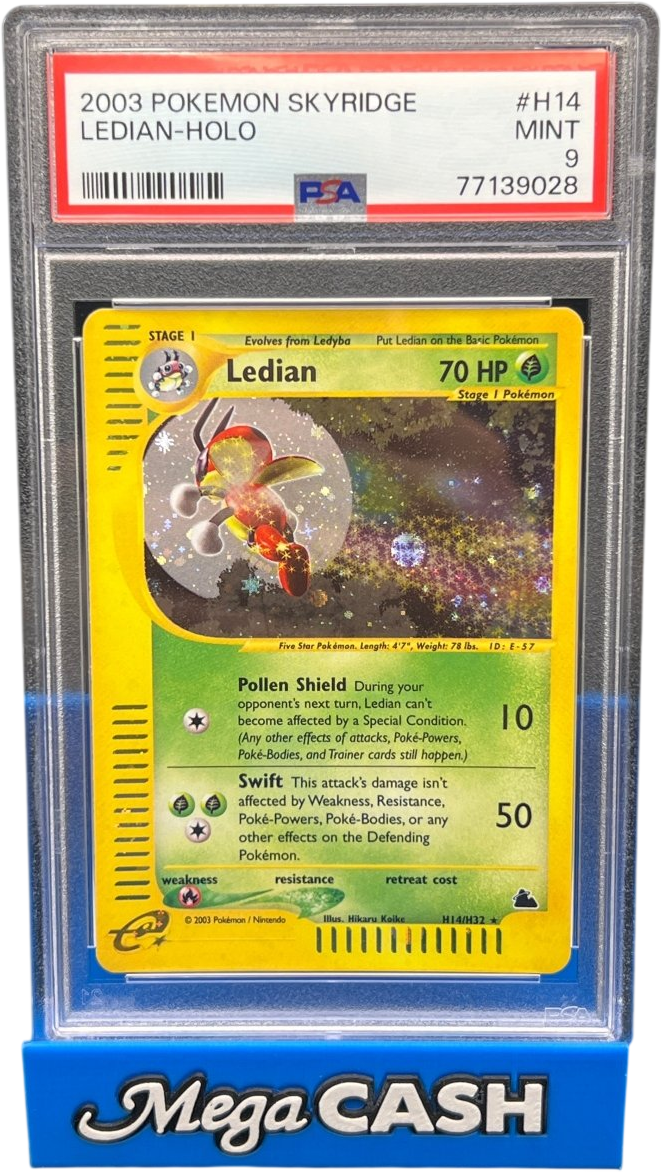 2003 POKEMON SKYRIDGE #H14
LEDIAN-HOLO MINT
9
PSA 77139028
STAGE 1 Evolves from Ledyba Put Ledian on the Basic Pokémon
Ledian 70 HP
Stage 1 Pokémon
Five Star Pokémon. Length: 4'7", Weight: 78 lbs. ID: E-57
Pollen Shield During your
opponent's next turn, Ledian can't
become affected by a Special Condition. 10
(Any other effects of attacks, Poké-Powers,
Poké-Bodies, and Trainer cards still happen.)
Swift This attack's damage isn't
affected by Weakness, Resistance,
Poké-Powers, Poké-Bodies, or any 50
other effects on the Defending
Pokémon.
weakness resistance retreat cost
e © 2003 Pokémon / Nintendo Illus. Hikaru Koike H14/H32 ★
PSA
Mega CASH